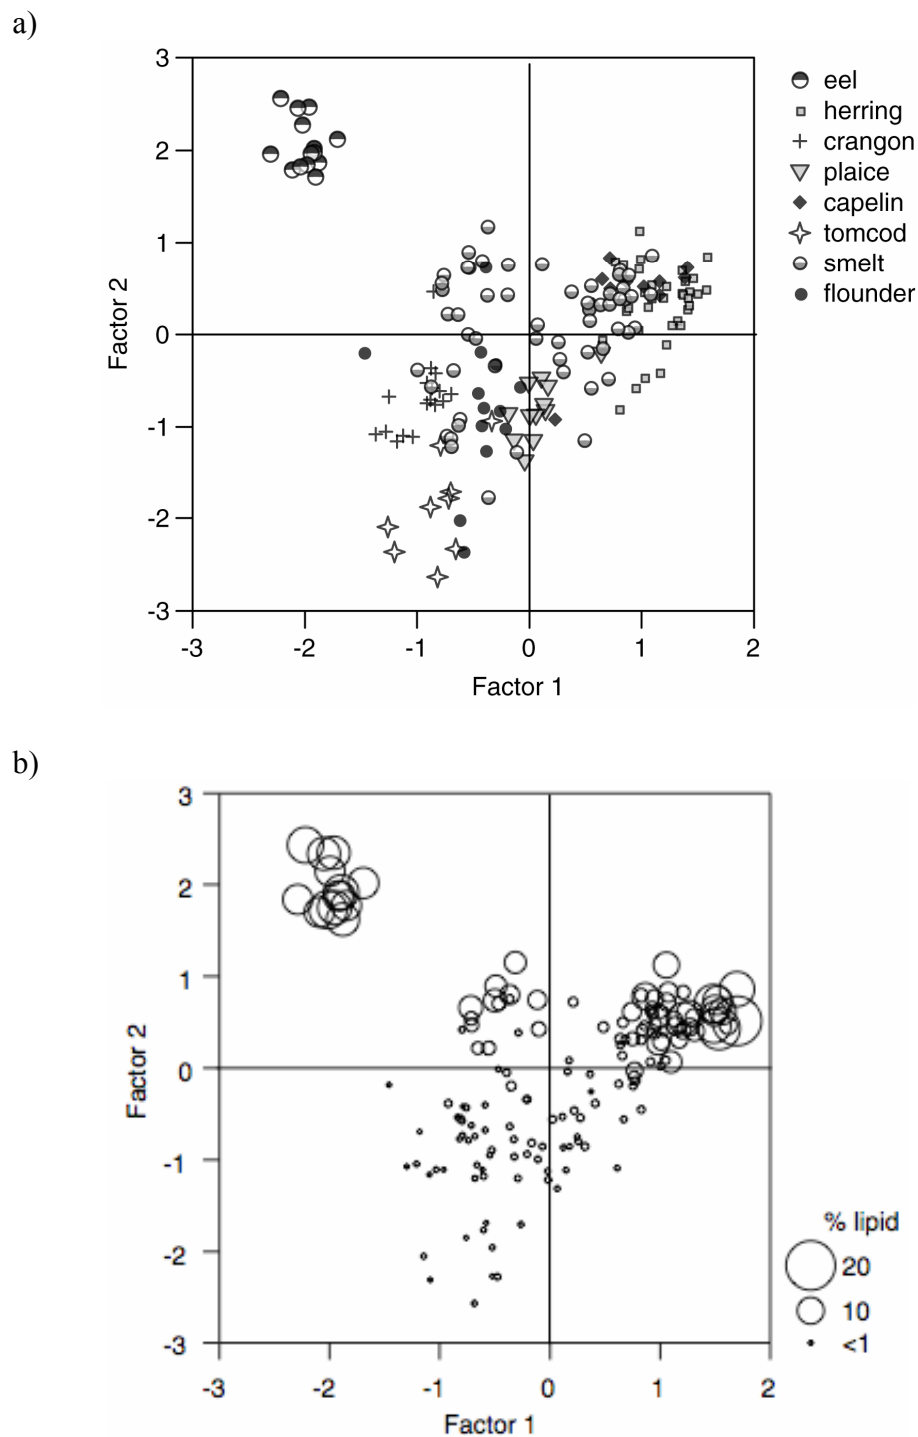 a)
3
2
1
0
-1
-2
-3
Factor 2
-3
-2
-1
0
1
2
Factor 1
eel
herring
crangon
plaice
capelin
tomcod
smelt
flounder
b)
3
2
1
0
-1
-2
-3
Factor 2
-3
-2
-1
0
1
2
Factor 1
% lipid
20
10
<1